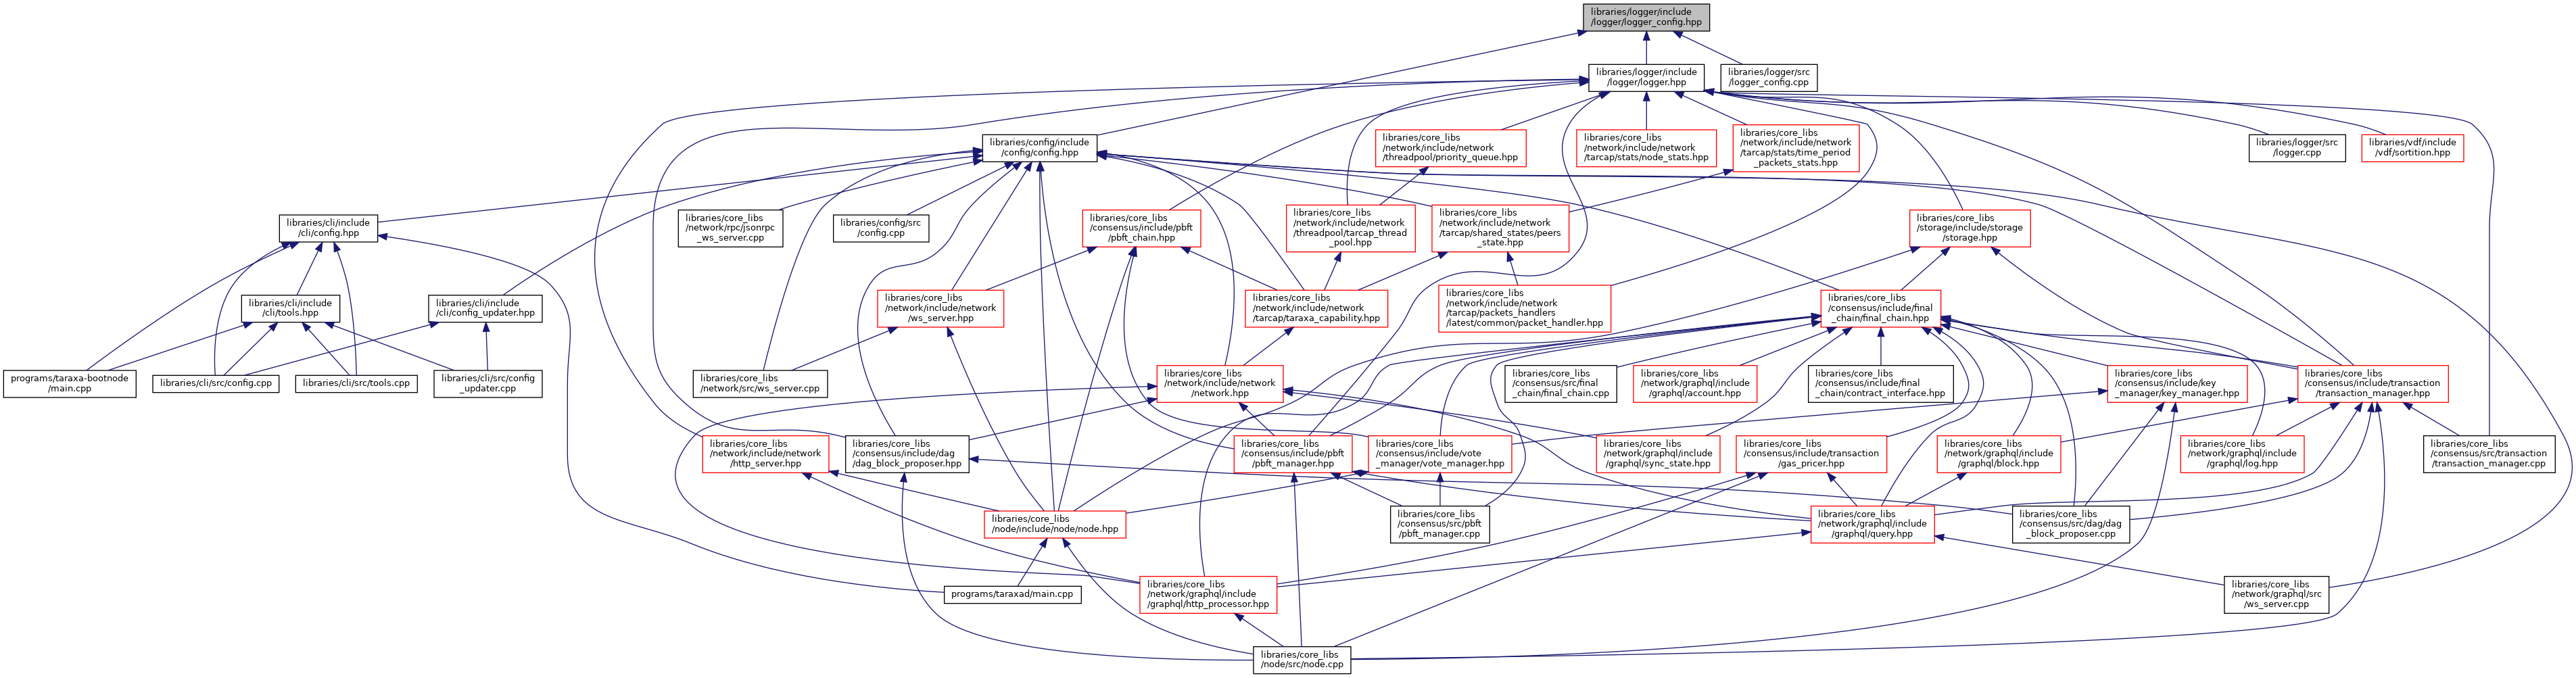 libraries/logger/include
/logger/logger_config.hpp
libraries/logger/include
/logger/logger.hpp
libraries/logger/src
/logger_config.cpp
libraries/config/include
/config/config.hpp
libraries/core_libs
/network/include/network
/threadpool/priority_queue.hpp
libraries/core_libs
/network/include/network
/tarcap/stats/node_stats.hpp
libraries/core_libs
/network/include/network
/tarcap/stats/time_period
_packets_stats.hpp
libraries/logger/src
/logger.cpp
libraries/vdf/include
/vdf/sortition.hpp
libraries/cli/include
/cli/config.hpp
libraries/core_libs
/network/rpc/jsonrpc
_ws_server.cpp
libraries/config/src
/config.cpp
libraries/core_libs
/consensus/include/pbft
/pbft_chain.hpp
libraries/core_libs
/network/include/network
/threadpool/tarcap_thread
_pool.hpp
libraries/core_libs
/network/include/network
/tarcap/shared_states/peers
_state.hpp
libraries/core_libs
/storage/include/storage
/storage.hpp
libraries/cli/include
/cli/tools.hpp
libraries/cli/include
/cli/config_updater.hpp
libraries/core_libs
/network/include/network
/ws_server.hpp
libraries/core_libs
/network/include/network
/tarcap/taraxa_capability.hpp
libraries/core_libs
/network/include/network
/tarcap/packets_handlers
/latest/common/packet_handler.hpp
libraries/core_libs
/consensus/include/final
_chain/final_chain.hpp
programs/taraxa-bootnode
/main.cpp
libraries/cli/src/config.cpp
libraries/cli/src/tools.cpp
libraries/cli/src/config
_updater.cpp
libraries/core_libs
/network/src/ws_server.cpp
libraries/core_libs
/network/include/network
/network.hpp
libraries/core_libs
/consensus/src/final
_chain/final_chain.cpp
libraries/core_libs
/network/graphql/include
/graphql/account.hpp
libraries/core_libs
/consensus/include/final
_chain/contract_interface.hpp
libraries/core_libs
/consensus/include/key
_manager/key_manager.hpp
libraries/core_libs
/consensus/include/transaction
/transaction_manager.hpp
libraries/core_libs
/network/include/network
/http_server.hpp
libraries/core_libs
/consensus/include/dag
/dag_block_proposer.hpp
libraries/core_libs
/consensus/include/pbft
/pbft_manager.hpp
libraries/core_libs
/consensus/include/vote
_manager/vote_manager.hpp
libraries/core_libs
/network/graphql/include
/graphql/sync_state.hpp
libraries/core_libs
/consensus/include/transaction
/gas_pricer.hpp
libraries/core_libs
/network/graphql/include
/graphql/block.hpp
libraries/core_libs
/network/graphql/include
/graphql/log.hpp
libraries/core_libs
/consensus/src/transaction
/transaction_manager.cpp
libraries/core_libs
/node/include/node/node.hpp
libraries/core_libs
/consensus/src/pbft
/pbft_manager.cpp
libraries/core_libs
/network/graphql/include
/graphql/query.hpp
libraries/core_libs
/consensus/src/dag/dag
_block_proposer.cpp
programs/taraxad/main.cpp
libraries/core_libs
/network/graphql/include
/graphql/http_processor.hpp
libraries/core_libs
/network/graphql/src
/ws_server.cpp
libraries/core_libs
/node/src/node.cpp